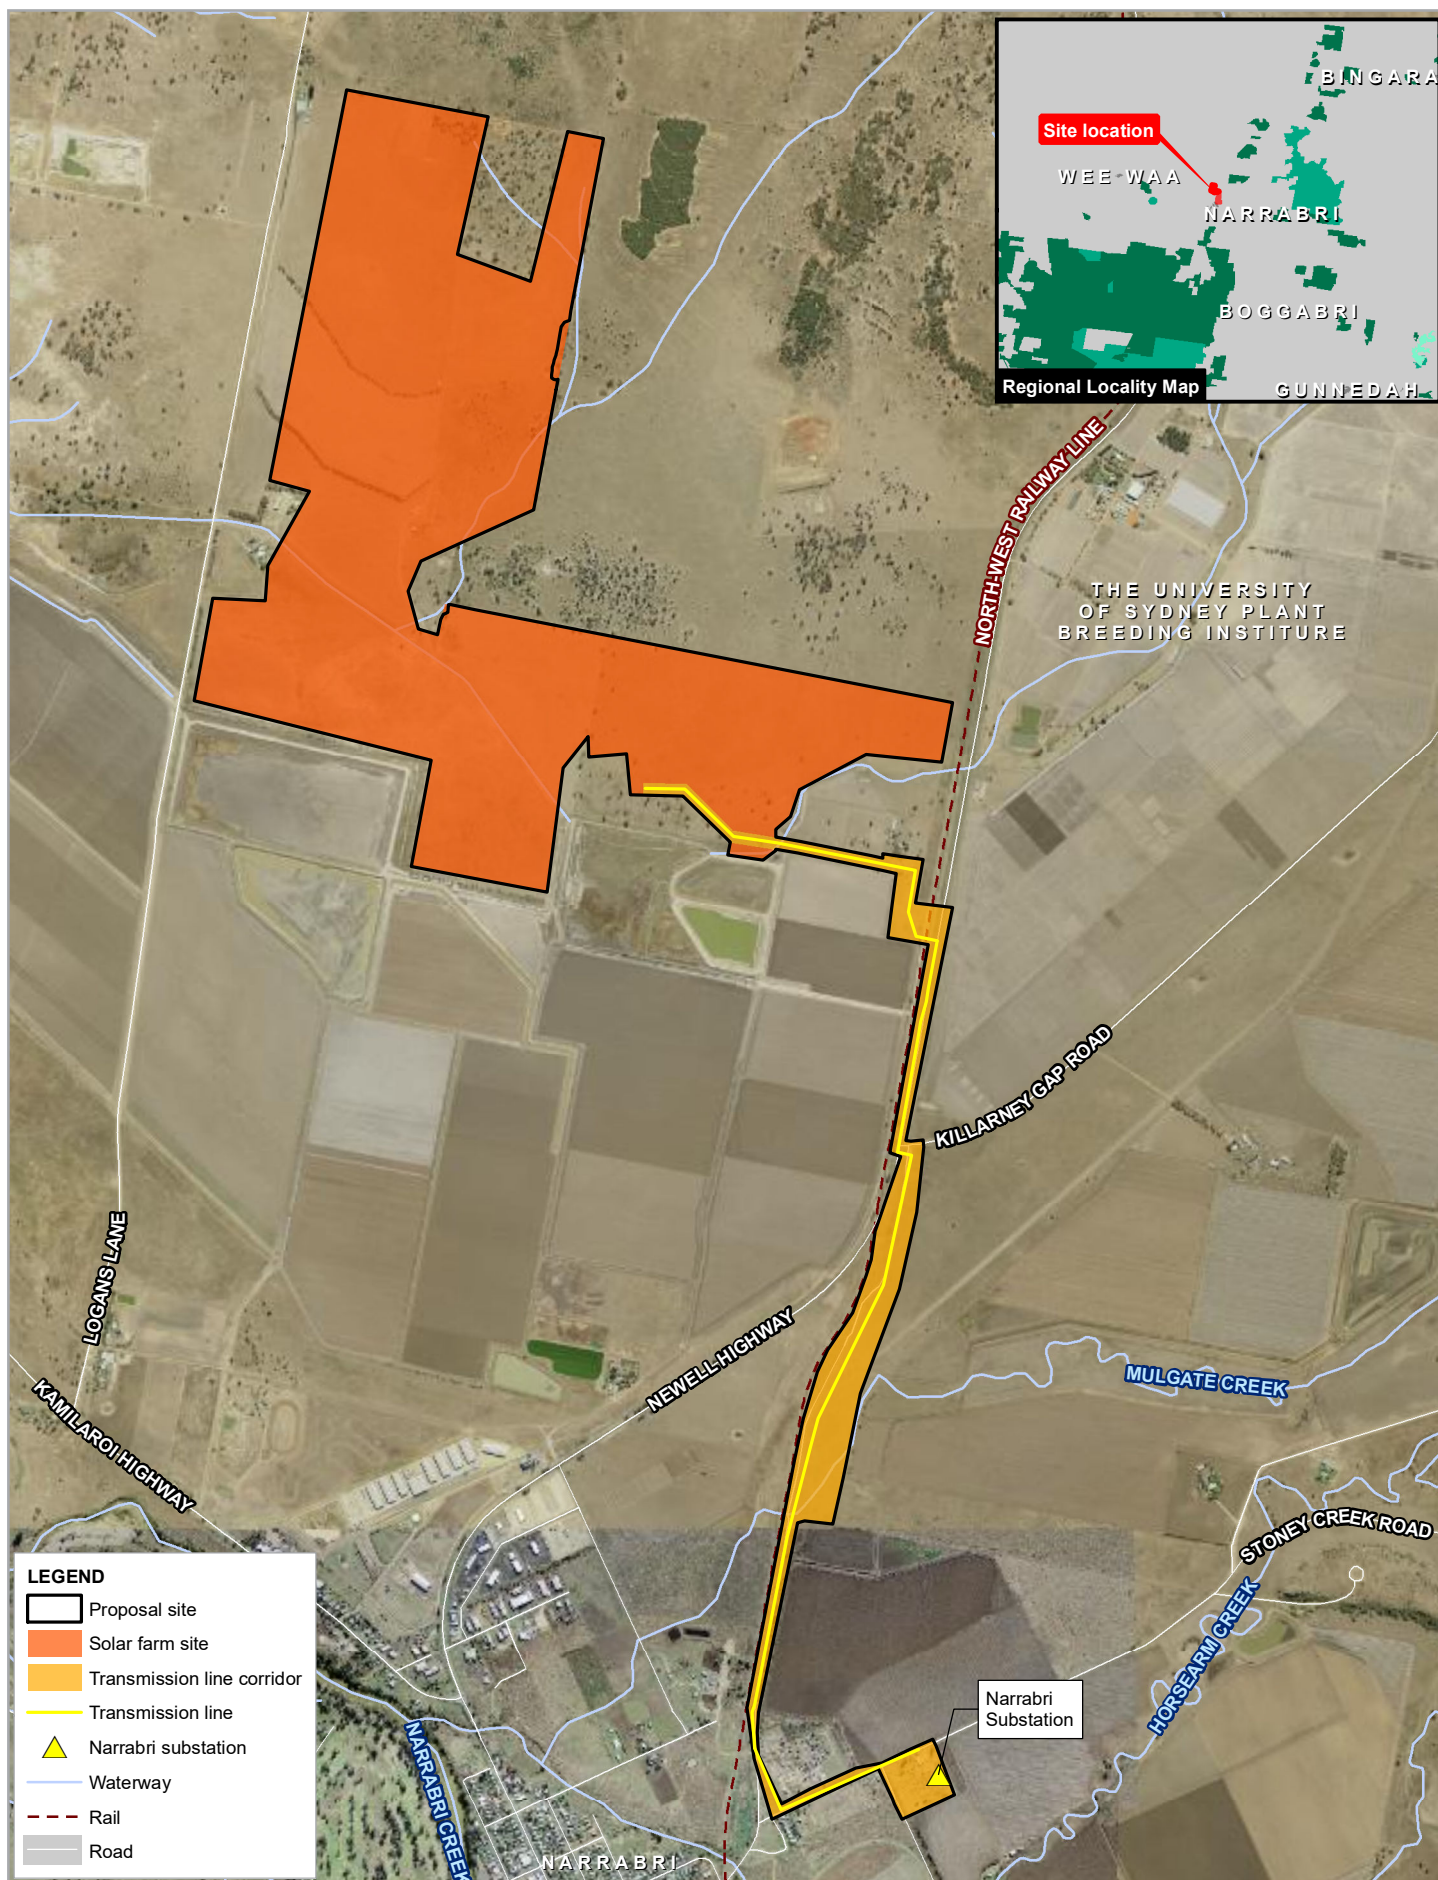 BINGARA
Site location
WEE WAA
NARRABRI
BOGGABRI
Regional Locality Map
GUNNEDAH
NORTH-WEST RAILWAY LINE
THE UNIVERSITY
OF SYDNEY PLANT
BREEDING INSTITURE
KILLARNEY GAP ROAD
LOGANS LANE
NEWELL HIGHWAY
MULGATE CREEK
KAMILAROI HIGHWAY
STONEY CREEK ROAD
HORSEARM CREEK
Narrabri
Substation
NARRABRI CREEK
NARRABRI
LEGEND
Proposal site
Solar farm site
Transmission line corridor
Transmission line
Narrabri substation
Waterway
Rail
Road